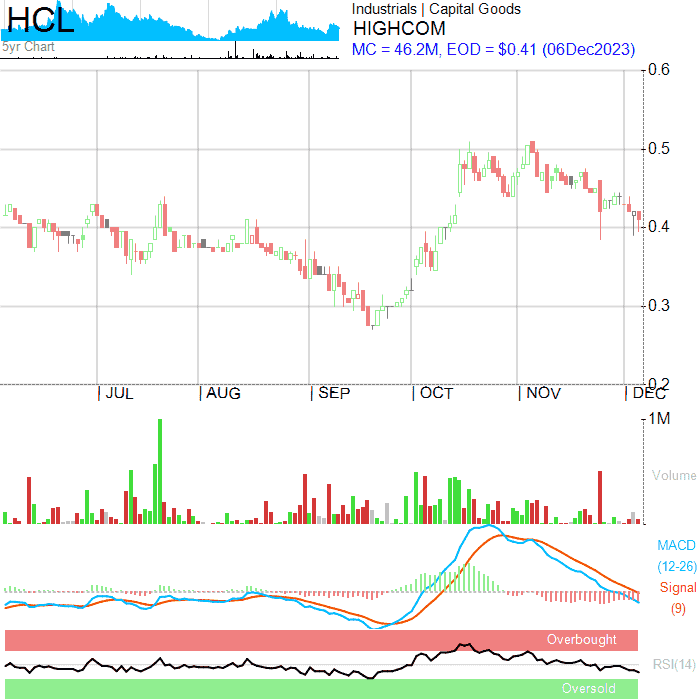 HCL
5yr Chart
Industrials | Capital Goods
HIGHCOM
MC = 46.2M, EOD = $0.41 (06Dec2023)
0.6
0.5
0.4
0.3
0.2
JUL AUG SEP OCT NOV DEC
1M
Volume
MACD
(12-26)
Signal
(9)
Overbought
RSI(14)
Oversold